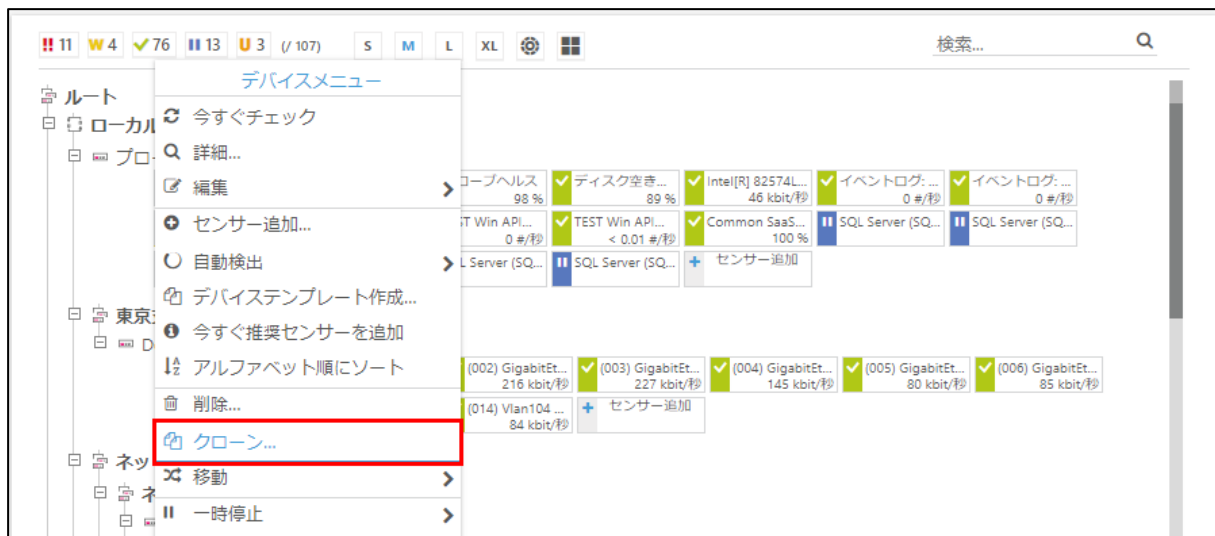 !! 11 W 4 76 13 U 3 (/ 107) S M L XL 検索...
デバイスメニュー
ルート
ローカル
今すぐチェック
プロー
詳細...
編集
ローブヘルス 98 %
ディスク空き... 89 %
Intel[R] 82574L... 46 kbit/秒
イベントログ: ... 0 #/秒
イベントログ: ... 0 #/秒
センサー追加...
ST Win API... 0 #/秒
TEST Win API... < 0.01 #/秒
Common SaaS... 100 %
SQL Server (SQ...
SQL Server (SQ...
自動検出
L Server (SQ...
SQL Server (SQ...
センサー追加
デバイステンプレート作成...
東京
今すぐ推奨センサーを追加
D
アルファベット順にソート
(002) GigabitEt... 216 kbit/秒
(003) GigabitEt... 227 kbit/秒
(004) GigabitEt... 145 kbit/秒
(005) GigabitEt... 80 kbit/秒
(006) GigabitEt... 85 kbit/秒
削除...
(014) Vlan104 ... 84 kbit/秒
センサー追加
クローン...
ネッ
移動
ネ
一時停止